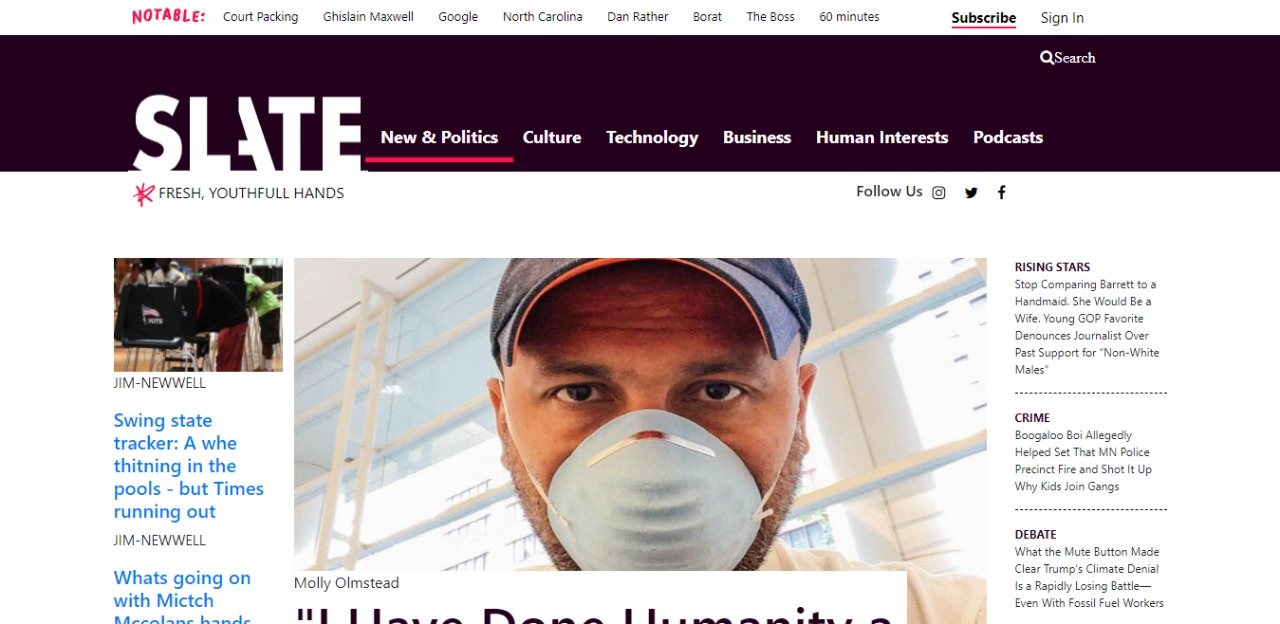 NOTABLE: Court Packing Ghislain Maxwell Google North Carolina Dan Rather Borat The Boss 60 minutes Subscribe Sign In
Search
SLATE New & Politics Culture Technology Business Human Interests Podcasts
FRESH, YOUTHFULL HANDS
Follow Us
VOTE
JIM-NEWWELL
Swing state
tracker: A whe
thitning in the
pools - but Times
running out
JIM-NEWWELL
Whats going on
with Mictch
Mccolans hands
Molly Olmstead
"I Have Done Humanity a
RISING STARS
Stop Comparing Barrett to a
Handmaid. She Would Be a
Wife. Young GOP Favorite
Denounces Journalist Over
Past Support for “Non-White
Males”
CRIME
Boogaloo Boi Allegedly
Helped Set That MN Police
Precinct Fire and Shot It Up
Why Kids Join Gangs
DEBATE
What the Mute Button Made
Clear Trump’s Climate Denial
Is a Rapidly Losing Battle—
Even With Fossil Fuel Workers